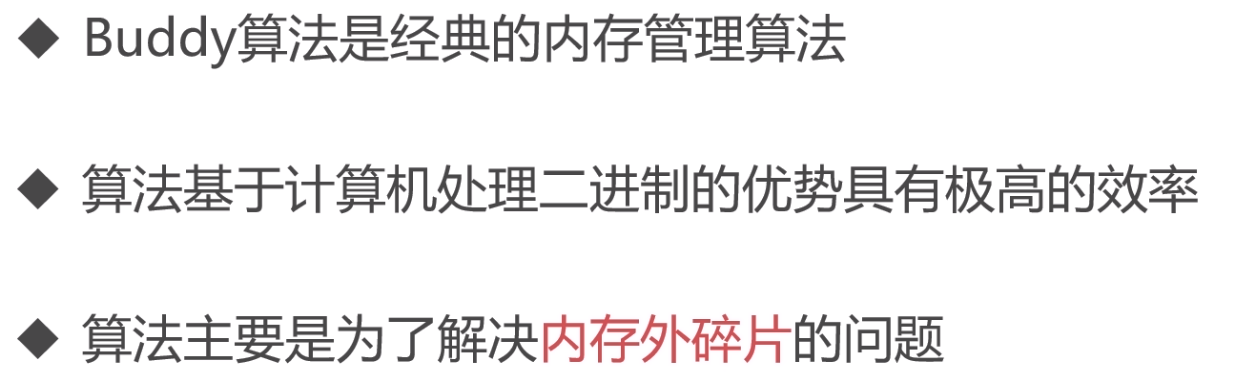 ◆ Buddy算法是经典的内存管理算法
◆ 算法基于计算机处理二进制的优势具有极高的效率
◆ 算法主要是为了解决内存外碎片的问题